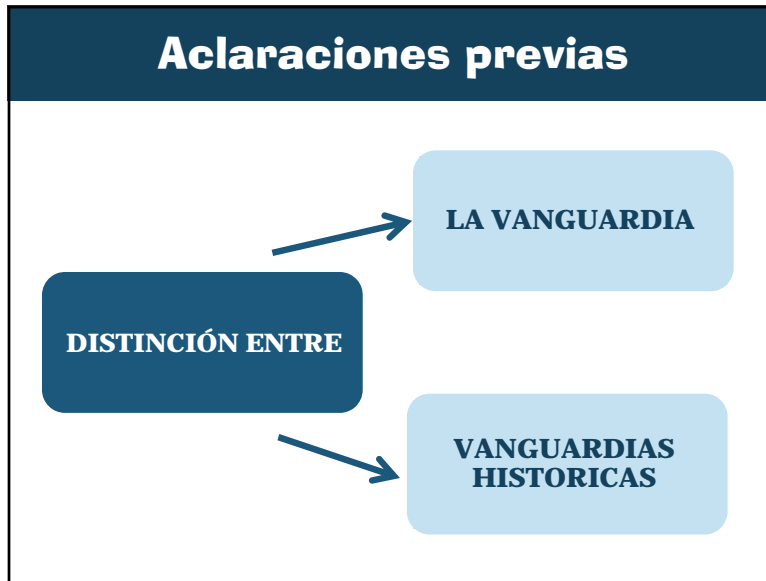 Aclaraciones previas
LA VANGUARDIA
DISTINCIÓN ENTRE
VANGUARDIAS
HISTORICAS